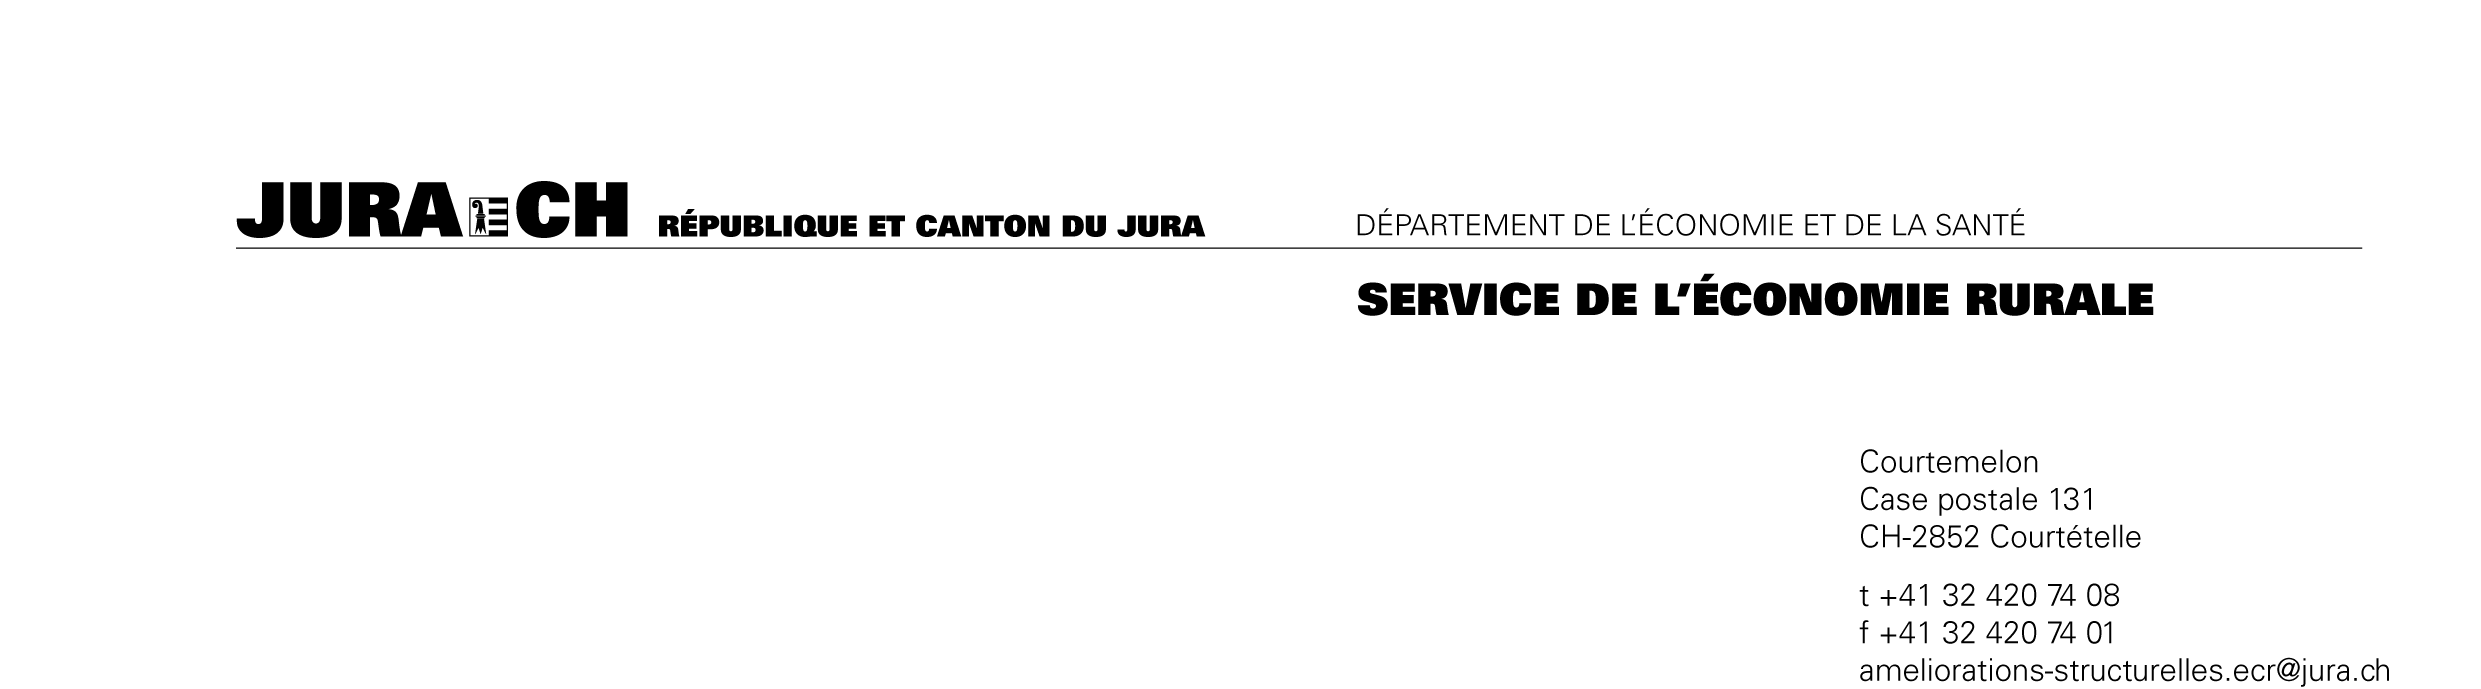 JURA CH RÉPUBLIQUE ET CANTON DU JURA
DÉPARTEMENT DE L’ÉCONOMIE ET DE LA SANTÉ
SERVICE DE L’ÉCONOMIE RURALE
Courtemelon
Case postale 131
CH-2852 Courtételle
t +41 32 420 74 08
f +41 32 420 74 01
ameliorations-structurelles.ecr@jura.ch